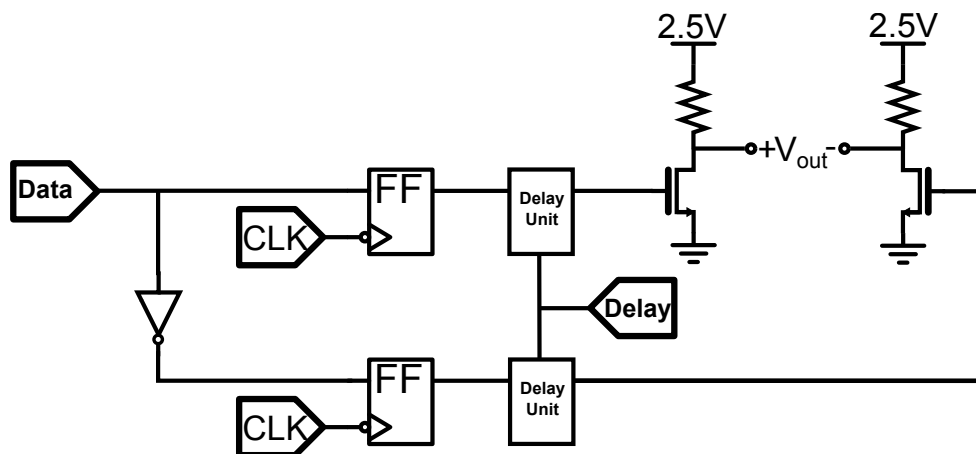 2.5V
2.5V
+Vout-
Data
FF
Delay
Unit
CLK
Delay
FF
Delay
Unit
CLK